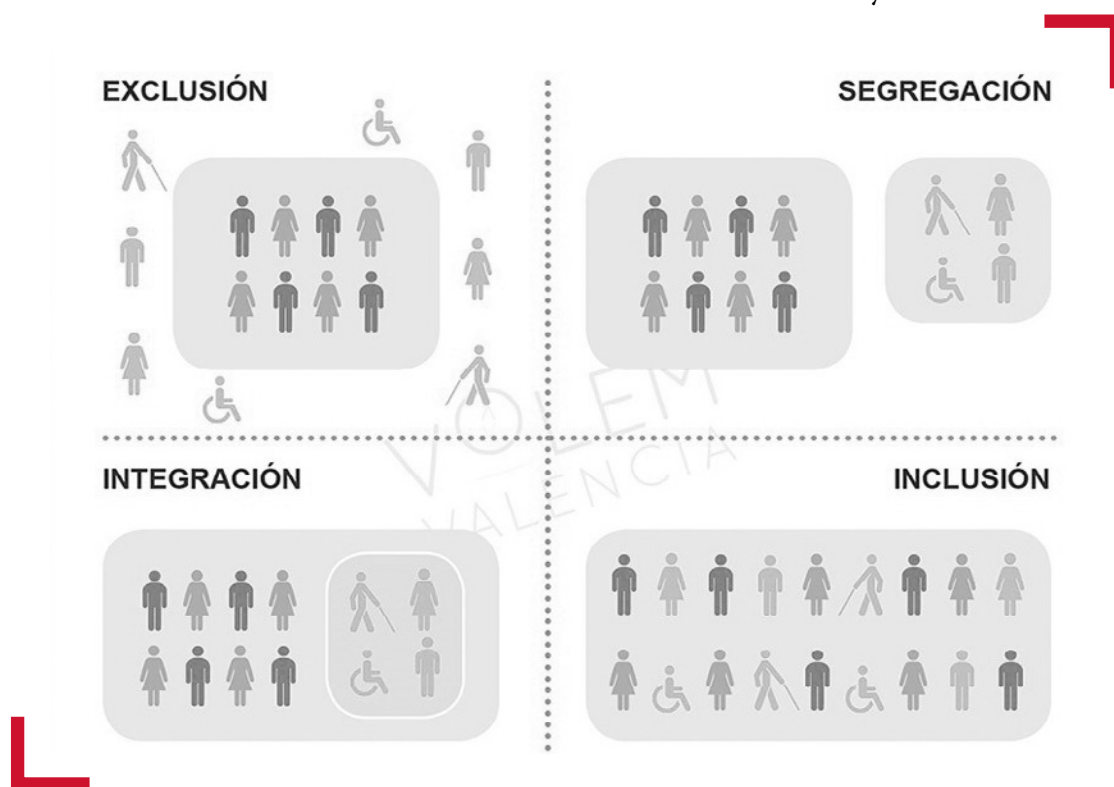 EXCLUSIÓN
SEGREGACIÓN
VOLEM
VALENCIA
INTEGRACIÓN
INCLUSIÓN